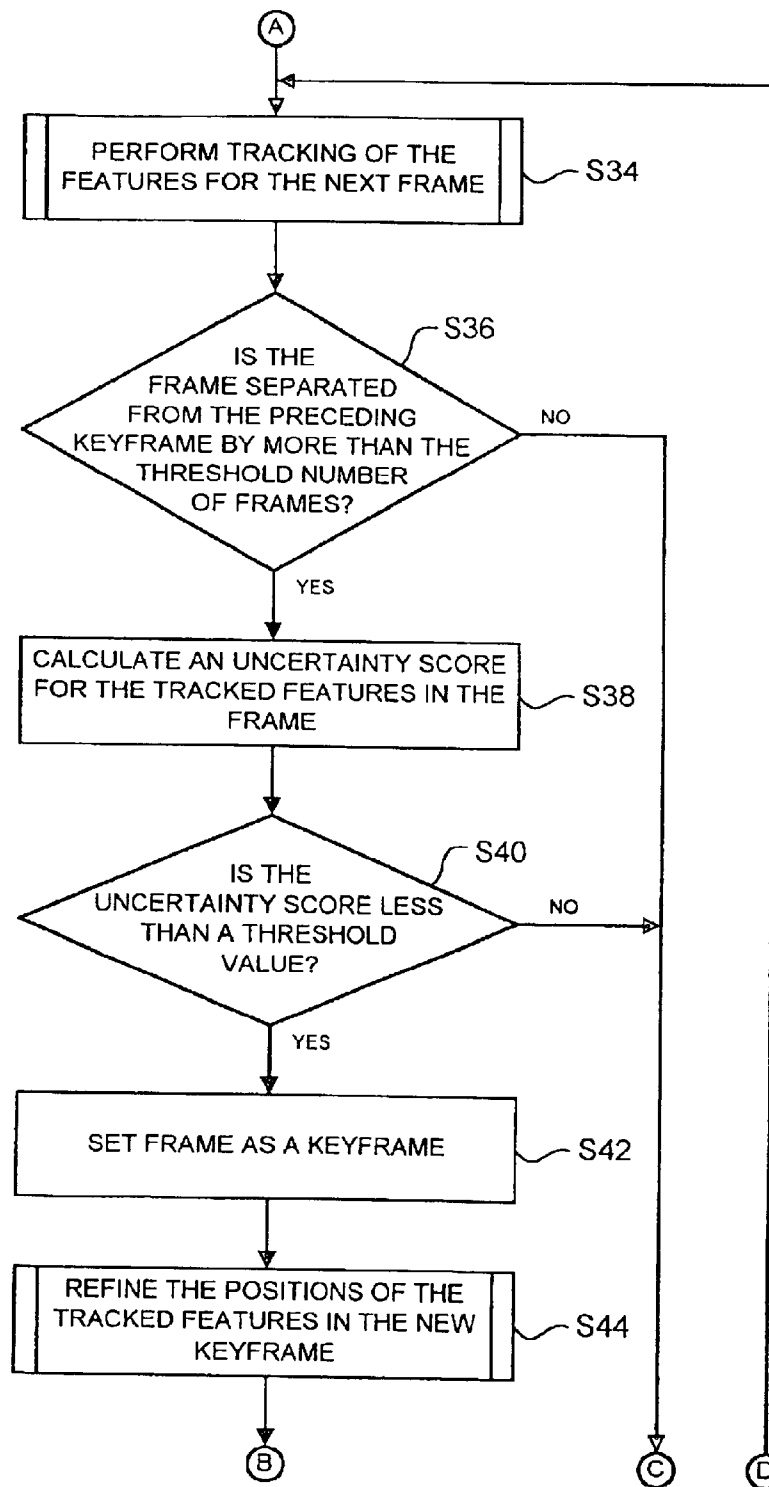 A
PERFORM TRACKING OF THE
FEATURES FOR THE NEXT FRAME
S34
S36
IS THE
FRAME SEPARATED
FROM THE PRECEDING
KEYFRAME BY MORE THAN THE
THRESHOLD NUMBER
OF FRAMES?
NO
YES
CALCULATE AN UNCERTAINTY SCORE
FOR THE TRACKED FEATURES IN THE
FRAME
S38
S40
IS THE
UNCERTAINTY SCORE LESS
THAN A THRESHOLD
VALUE?
NO
YES
SET FRAME AS A KEYFRAME
S42
REFINE THE POSITIONS OF THE
TRACKED FEATURES IN THE NEW
KEYFRAME
S44
B
C
D